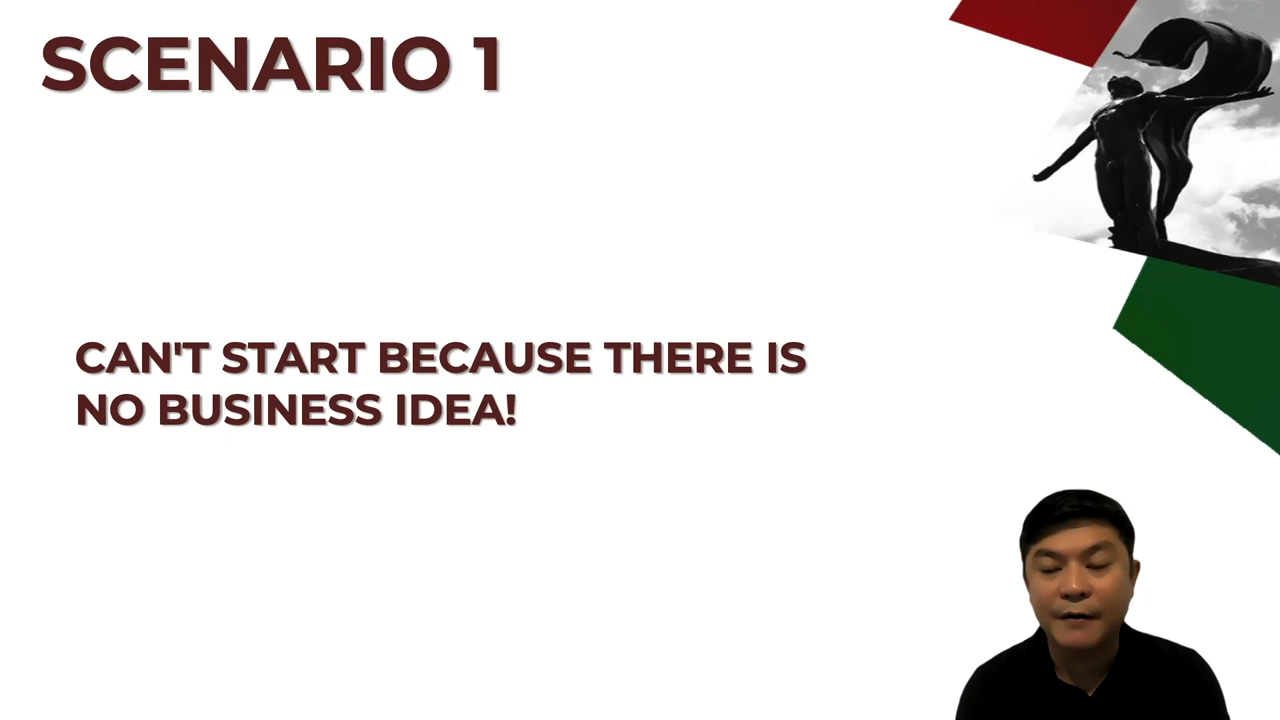 SCENARIO 1
CAN'T START BECAUSE THERE IS
NO BUSINESS IDEA!